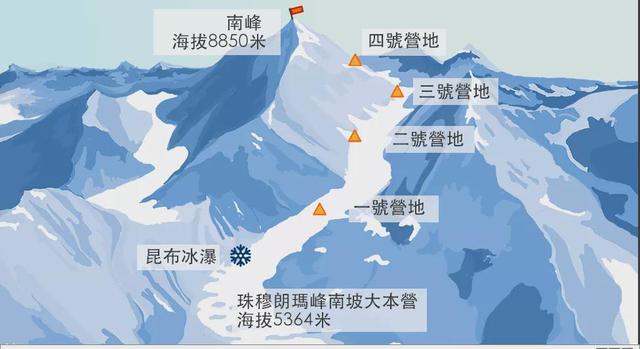 南峰
海拔8850米
四號營地
三號營地
二號營地
一號營地
昆布冰瀑
珠穆朗瑪峰南坡大本營
海拔5364米